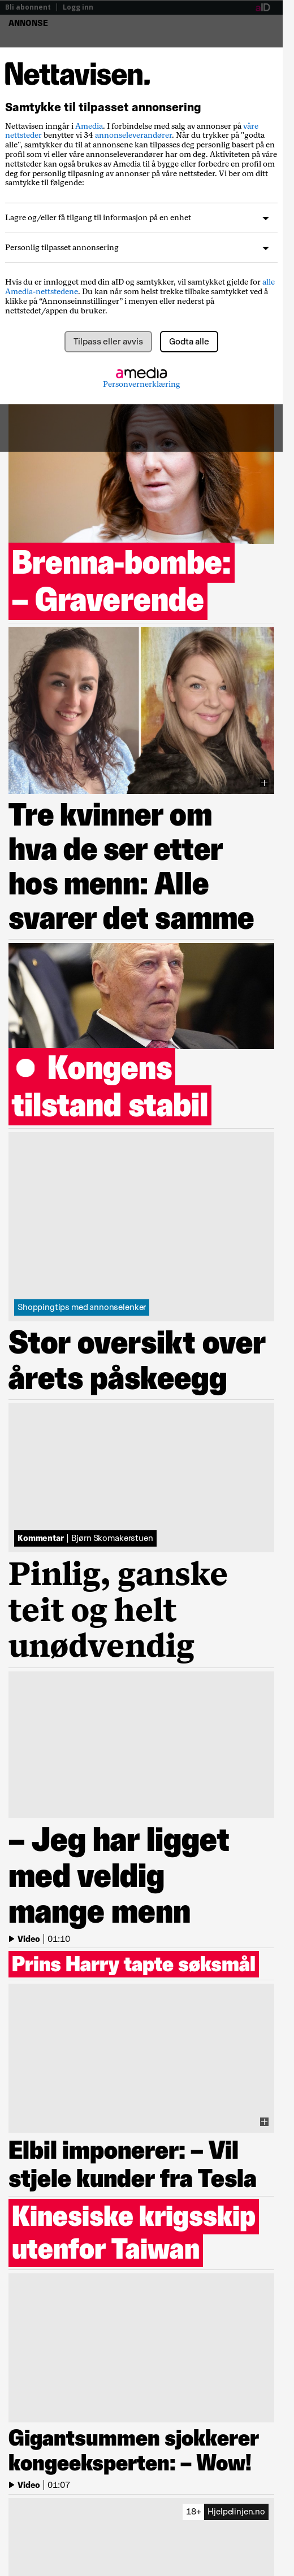 Bli abonnent | Logg inn
aID
ANNONSE
Nettavisen.
Samtykke til tilpasset annonsering
Nettavisen inngår i Amedia. I forbindelse med salg av annonser på våre
nettsteder benytter vi 34 annonseleverandører. Når du trykker på "godta
alle", samtykker du til at annonsene kan tilpasses deg personlig basert på en
profil som vi eller våre annonseleverandører har om deg. Aktiviteten på våre
nettsteder kan også brukes av Amedia til å bygge eller forbedre en profil om
deg for personlig tilpasning av annonser på våre nettsteder. Vi ber om ditt
samtykke til følgende:
Lagre og/eller få tilgang til informasjon på en enhet
Personlig tilpasset annonsering
Hvis du er innlogget med din aID og samtykker, vil samtykket gjelde for alle
Amedia-nettstedene. Du kan når som helst trekke tilbake samtykket ved å
klikke på “Annonseinnstillinger” i menyen eller nederst på
nettstedet/appen du bruker.
Tilpass eller avvis Godta alle
amedia
Personvernerklæring
Brenna-bombe:
– Graverende
Tre kvinner om
hva de ser etter
hos menn: Alle
svarer det samme
Kongens
tilstand stabil
Shoppingtips med annonselenker
Stor oversikt over
årets påskeegg
Kommentar | Bjørn Skomakerstuen
Pinlig, ganske
teit og helt
unødvendig
– Jeg har ligget
med veldig
mange menn
Video | 01:10
Prins Harry tapte søksmål
Elbil imponerer: – Vil
stjele kunder fra Tesla
Kinesiske krigsskip
utenfor Taiwan
Gigantsummen sjokkerer
kongeeksperten: – Wow!
Video | 01:07
18+ Hjelpelinjen.no